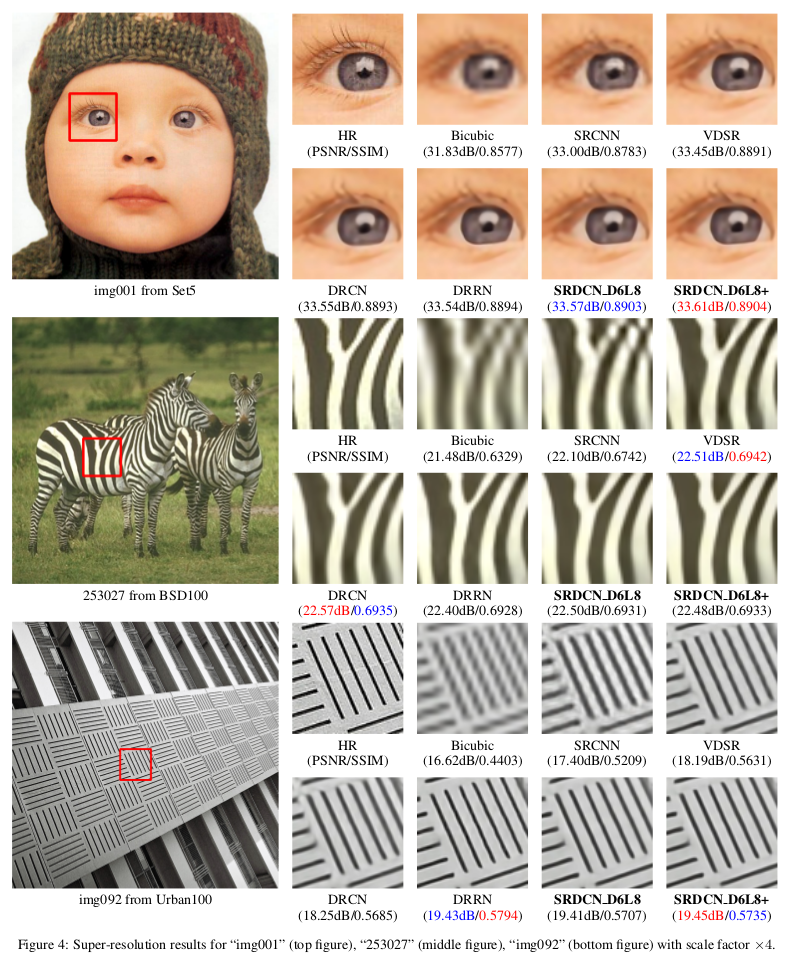 HR
(PSNR/SSIM)
Bicubic
(31.83dB/0.8577)
SRCNN
(33.00dB/0.8783)
VDSR
(33.45dB/0.8891)
img001 from Set5
DRCN
(33.55dB/0.8893)
DRRN
(33.54dB/0.8894)
SRDCN_D6L8
(33.57dB/0.8903)
SRDCN_D6L8+
(33.61dB/0.8904)
HR
(PSNR/SSIM)
Bicubic
(21.48dB/0.6329)
SRCNN
(22.10dB/0.6742)
VDSR
(22.51dB/0.6942)
253027 from BSD100
DRCN
(22.57dB/0.6935)
DRRN
(22.40dB/0.6928)
SRDCN_D6L8
(22.50dB/0.6931)
SRDCN_D6L8+
(22.48dB/0.6933)
HR
(PSNR/SSIM)
Bicubic
(16.62dB/0.4403)
SRCNN
(17.40dB/0.5209)
VDSR
(18.19dB/0.5631)
img092 from Urban100
DRCN
(18.25dB/0.5685)
DRRN
(19.43dB/0.5794)
SRDCN_D6L8
(19.41dB/0.5707)
SRDCN_D6L8+
(19.45dB/0.5735)
Figure 4: Super-resolution results for “img001” (top figure), “253027” (middle figure), “img092” (bottom figure) with scale factor ×4.